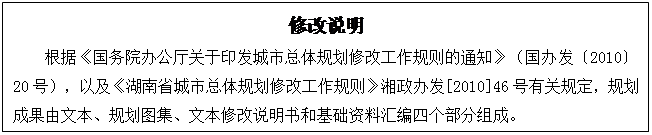 修改说明
根据《国务院办公厅关于印发城市总体规划修改工作规则的通知》（国办发〔2010〕
20号），以及《湖南省城市总体规划修改工作规则》湘政办发[2010]46号有关规定，规划
成果由文本、规划图集、文本修改说明书和基础资料汇编四个部分组成。